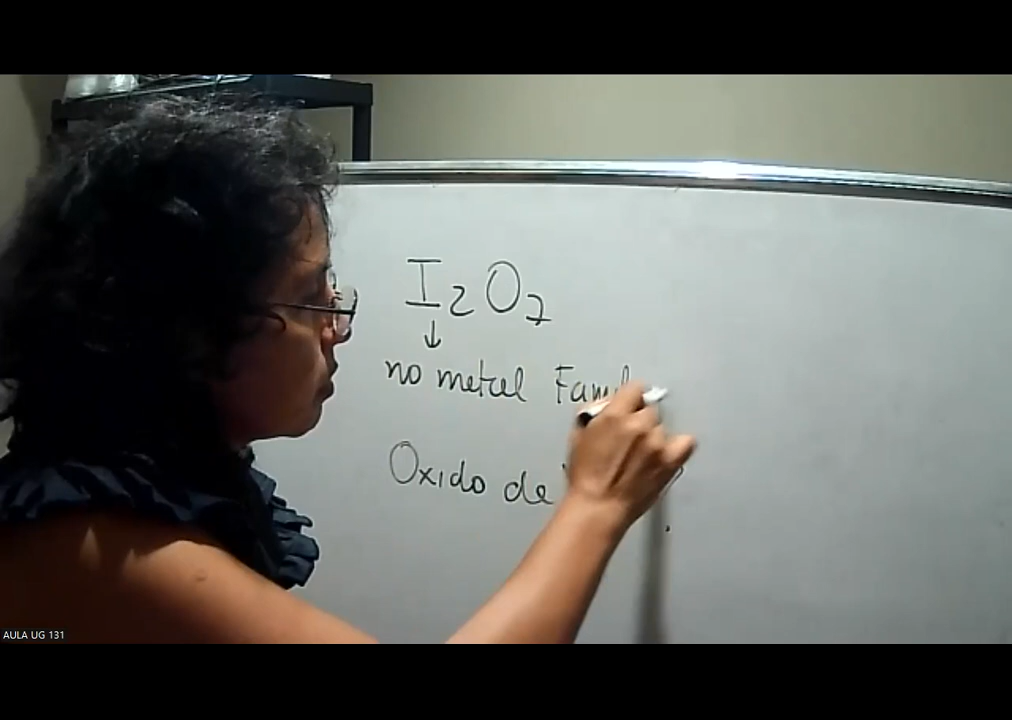 I₂O₇
↓
no metal Fam
Oxido de ?
AULA UG 131